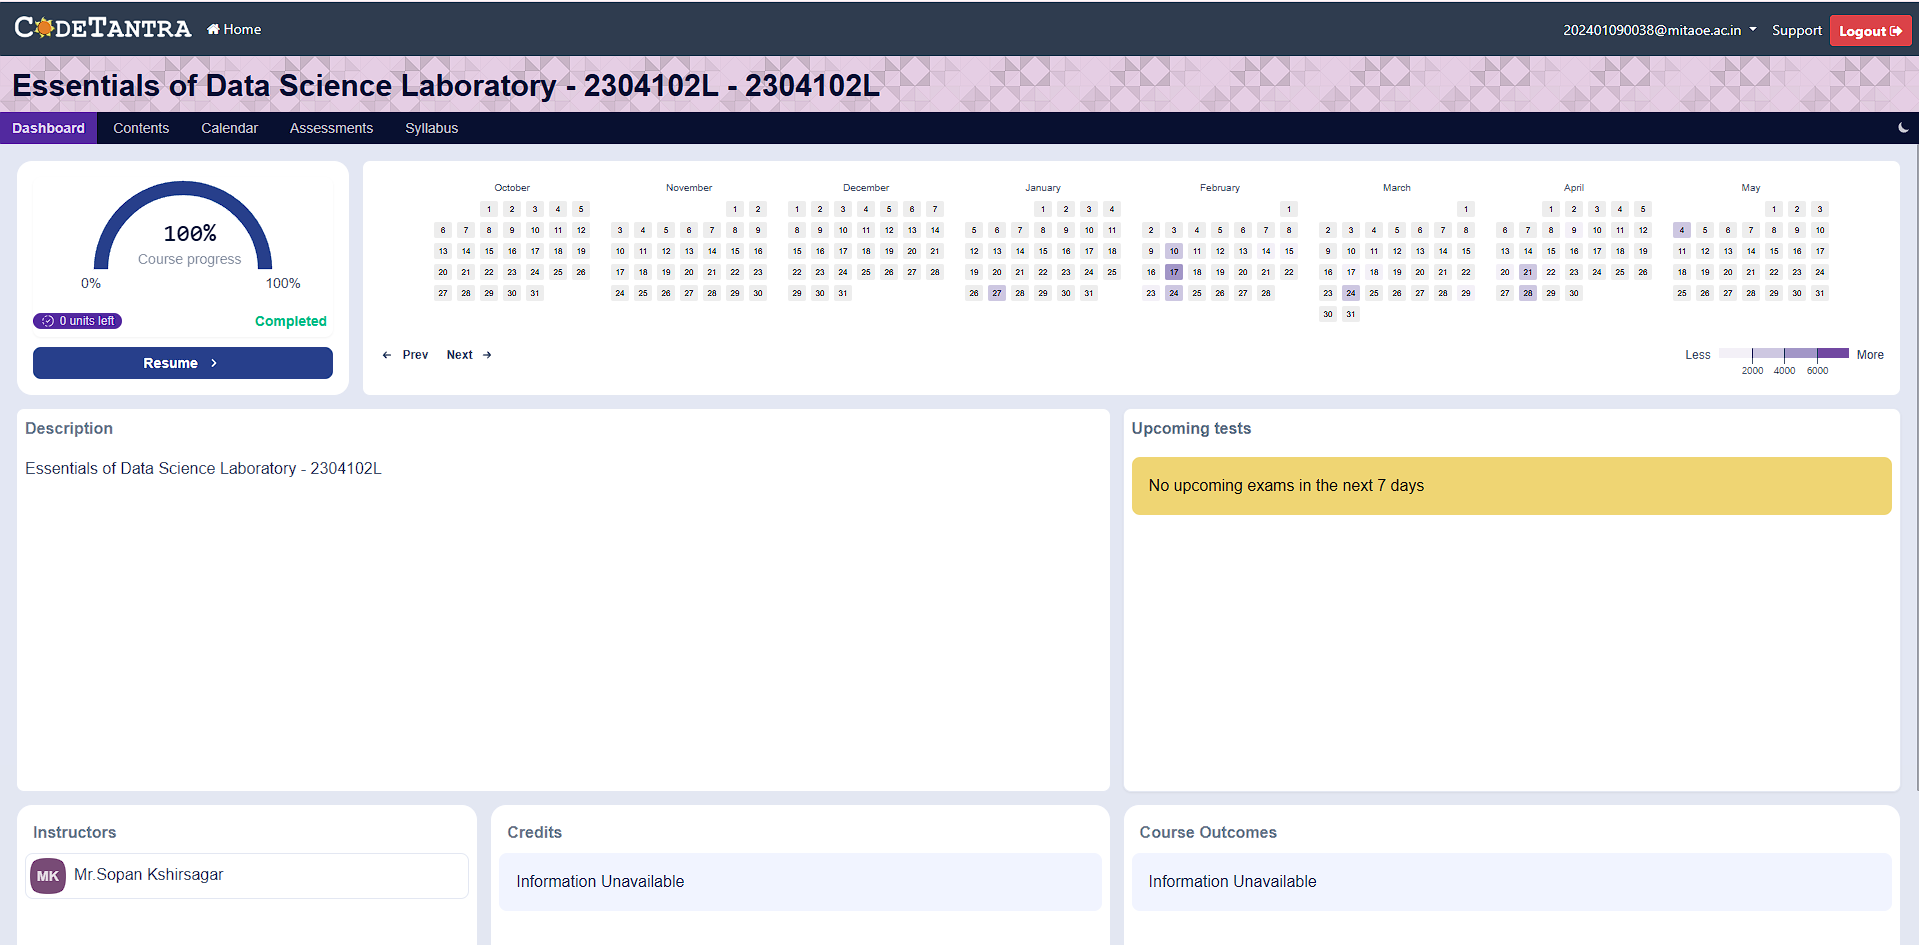 CODETANTRA Home 202401090038@mitaoe.ac.in Support Logout
Essentials of Data Science Laboratory - 2304102L - 2304102L
Dashboard Contents Calendar Assessments Syllabus
100%
Course progress
0% 100%
0 units left Completed
Resume
October
1 2 3 4 5
6 7 8 9 10 11 12
13 14 15 16 17 18 19
20 21 22 23 24 25 26
27 28 29 30 31
November
1 2
3 4 5 6 7 8 9
10 11 12 13 14 15 16
17 18 19 20 21 22 23
24 25 26 27 28 29 30
December
1 2 3 4 5 6 7
8 9 10 11 12 13 14
15 16 17 18 19 20 21
22 23 24 25 26 27 28
29 30 31
January
1 2 3 4
5 6 7 8 9 10 11
12 13 14 15 16 17 18
19 20 21 22 23 24 25
26 27 28 29 30 31
February
1
2 3 4 5 6 7 8
9 10 11 12 13 14 15
16 17 18 19 20 21 22
23 24 25 26 27 28
March
1
2 3 4 5 6 7 8
9 10 11 12 13 14 15
16 17 18 19 20 21 22
23 24 25 26 27 28 29
30 31
April
1 2 3 4 5
6 7 8 9 10 11 12
13 14 15 16 17 18 19
20 21 22 23 24 25 26
27 28 29 30
May
1 2 3
4 5 6 7 8 9 10
11 12 13 14 15 16 17
18 19 20 21 22 23 24
25 26 27 28 29 30 31
Prev Next
Less More
2000 4000 6000
Description
Essentials of Data Science Laboratory - 2304102L
Upcoming tests
No upcoming exams in the next 7 days
Instructors
MK Mr.Sopan Kshirsagar
Credits
Information Unavailable
Course Outcomes
Information Unavailable